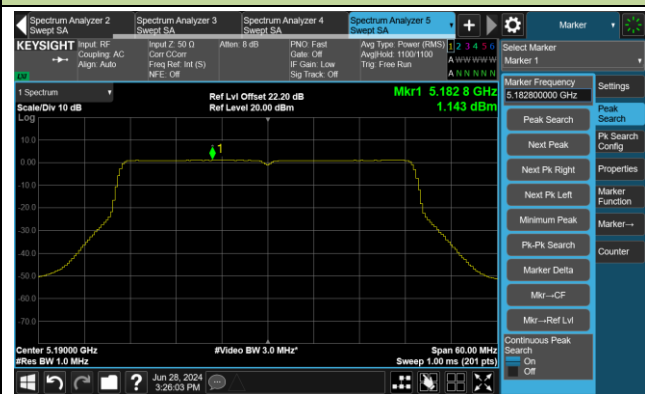 Spectrum Analyzer 2
Swept SA
Spectrum Analyzer 3
Swept SA
Spectrum Analyzer 4
Swept SA
Spectrum Analyzer 5
Swept SA
Marker
KEYSIGHT
Input: RF
Coupling: AC
Align: Auto
Input Z: 50 Ω
Corr CCorr
Freq Ref: Int (S)
NFE: Off
Atten: 8 dB
PNO: Fast
Gate: Off
IF Gain: Low
Sig Track: Off
Avg Type: Power (RMS)
Avg|Hold: 1100/1100
Trig: Free Run
1 2 3 4 5 6
A W W W W W
A N N N N N
Select Marker
Marker 1
1 Spectrum
Scale/Div 10 dB
Log
Ref Lvl Offset 22.20 dB
Ref Level 20.00 dBm
Mkr1 5.182 8 GHz
1.143 dBm
1
10.0
0.00
-10.0
-20.0
-30.0
-40.0
-50.0
-60.0
-70.0
Center 5.19000 GHz
#Res BW 1.0 MHz
#Video BW 3.0 MHz*
Span 60.00 MHz
Sweep 1.00 ms (201 pts)
Marker Frequency
5.182800000 GHz
Peak Search
Next Peak
Next Pk Right
Next Pk Left
Minimum Peak
Pk-Pk Search
Marker Delta
Mkr→CF
Mkr→Ref Lvl
Continuous Peak
Search
On
Off
Settings
Peak
Search
Pk Search
Config
Properties
Marker
Function
Marker→
Counter
Jun 28, 2024
3:26:03 PM